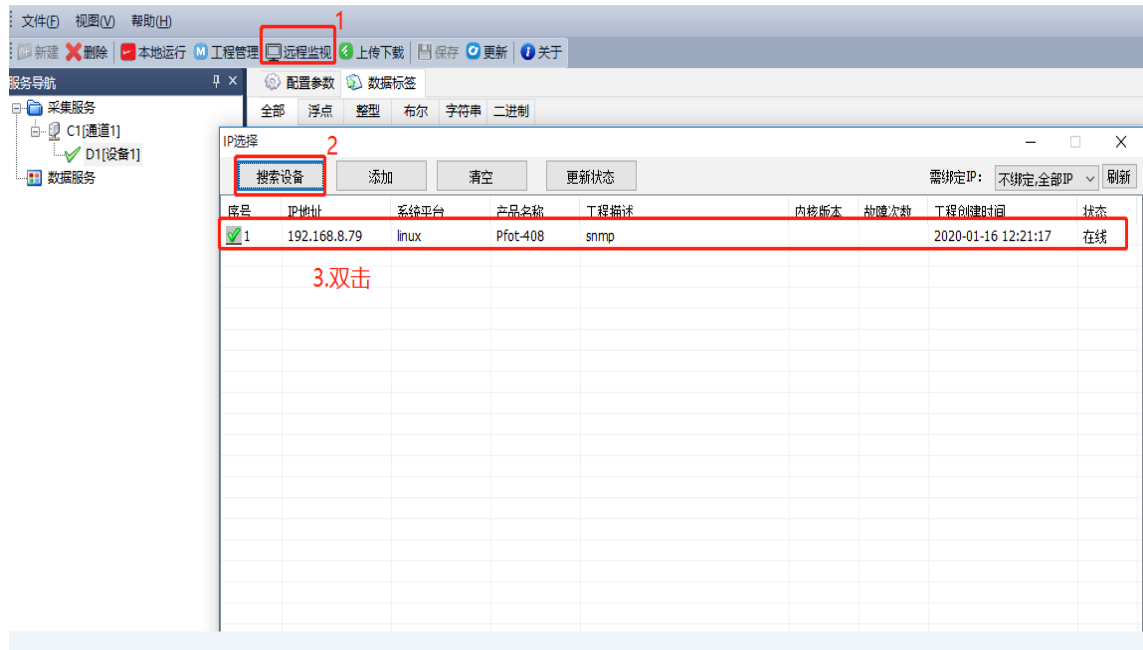 文件(F) 视图(V) 帮助(H)
1
新建 删除 本地运行 M 工程管理 远程监视 上传下载 保存 更新 关于
服务导航
配置参数 数据标签
采集服务
全部 浮点 整型 布尔 字符串 二进制
C1[通道1]
D1[设备1]
数据服务
IP选择
2
搜索设备 添加 清空 更新状态 需绑定IP: 不绑定,全部IP 刷新
序号 IP地址 系统平台 产品名称 工程描述 内核版本 故障次数 工程创建时间 状态
1 192.168.8.79 linux Pfot-408 snmp 2020-01-16 12:21:17 在线
3.双击